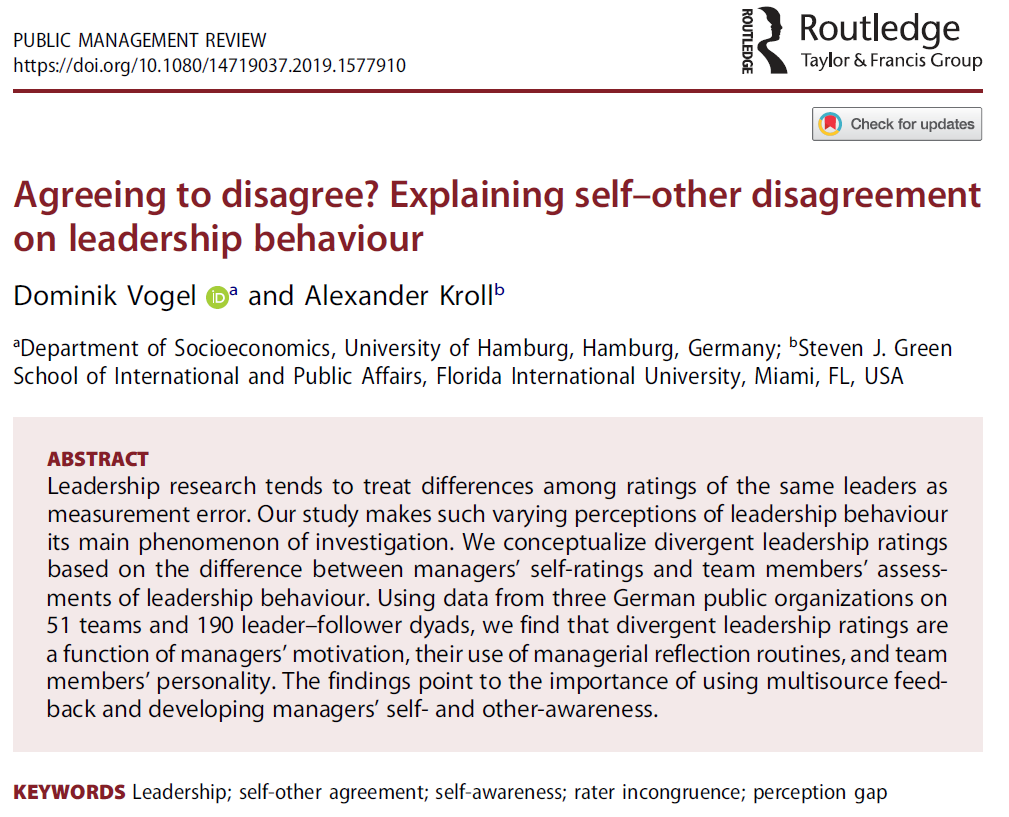 PUBLIC MANAGEMENT REVIEW
https://doi.org/10.1080/14719037.2019.1577910
ROUTLEDGE
Routledge
Taylor & Francis Group
Check for updates
Agreeing to disagree? Explaining self–other disagreement
on leadership behaviour
Dominik Vogel iD a and Alexander Kroll b
aDepartment of Socioeconomics, University of Hamburg, Hamburg, Germany; bSteven J. Green
School of International and Public Affairs, Florida International University, Miami, FL, USA
ABSTRACT
Leadership research tends to treat differences among ratings of the same leaders as
measurement error. Our study makes such varying perceptions of leadership behaviour
its main phenomenon of investigation. We conceptualize divergent leadership ratings
based on the difference between managers' self-ratings and team members' assess-
ments of leadership behaviour. Using data from three German public organizations on
51 teams and 190 leader–follower dyads, we find that divergent leadership ratings are
a function of managers' motivation, their use of managerial reflection routines, and team
members' personality. The findings point to the importance of using multisource feed-
back and developing managers' self- and other-awareness.
KEYWORDS Leadership; self-other agreement; self-awareness; rater incongruence; perception gap